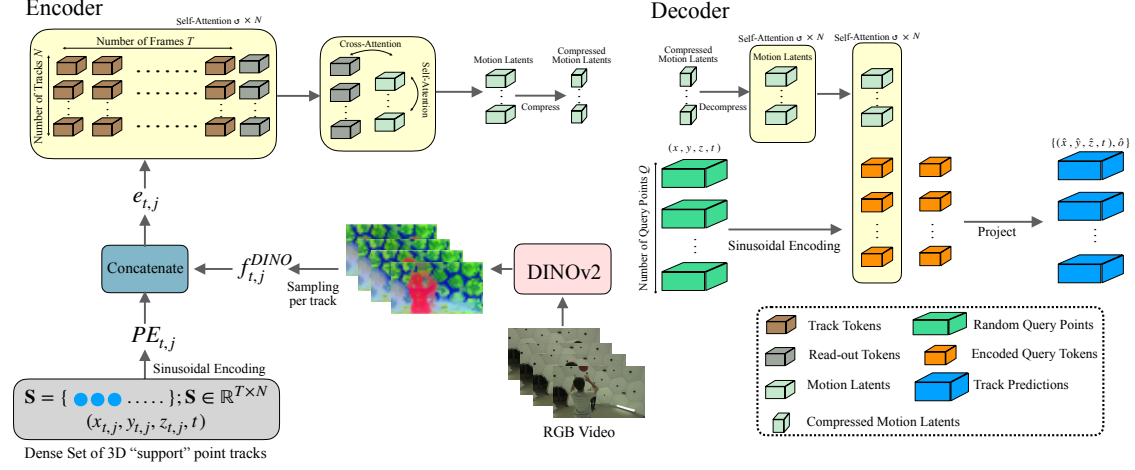 Encoder
Self-Attention σ × N
Number of Frames T
Number of Tracks N
Cross-Attention
Self-Attention
Motion Latents
Compressed
Motion Latents
Compress
e_{t,j}
Concatenate
f_{t,j}^{DINO}
Sampling
per track
DINOv2
PE_{t,j}
Sinusoidal Encoding
S = { ..... }; S ∈ ℝ^{T×N}
(x_{t,j}, y_{t,j}, z_{t,j}, t)
Dense Set of 3D “support” point tracks
RGB Video
Decoder
Self-Attention σ × N
Self-Attention σ × N
Compressed
Motion Latents
Motion Latents
Decompress
(x, y, z, t)
Number of Query Points Q
Sinusoidal Encoding
{(x̂, ŷ, ẑ, t), ô}
Project
Track Tokens
Random Query Points
Read-out Tokens
Encoded Query Tokens
Motion Latents
Track Predictions
Compressed Motion Latents